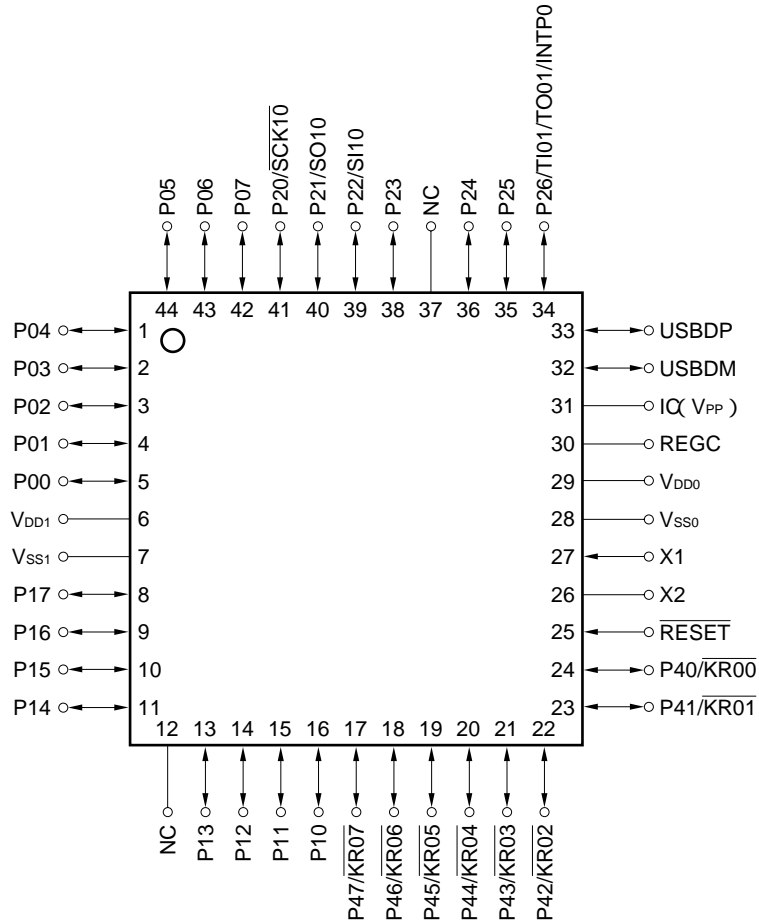 P05
P06
P07
P20/SCK10
P21/SO10
P22/SI10
P23
NC
P24
P25
P26/TI01/TO01/INTP0
44 43 42 41 40 39 38 37 36 35 34
P04 1
P03 2
P02 3
P01 4
P00 5
VDD1 6
VSS1 7
P17 8
P16 9
P15 10
P14 11
33 USBDP
32 USBDM
31 IC( VPP )
30 REGC
29 VDD0
28 VSS0
27 X1
26 X2
25 RESET
24 P40/KR00
23 P41/KR01
12 13 14 15 16 17 18 19 20 21 22
NC
P13
P12
P11
P10
P47/KR07
P46/KR06
P45/KR05
P44/KR04
P43/KR03
P42/KR02